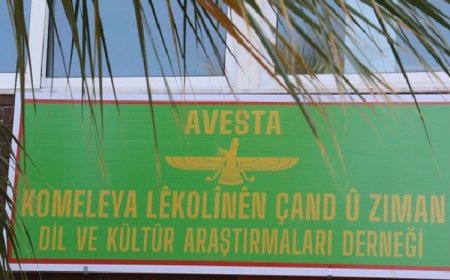 AVESTA
KOMELEYA LÊKOLÎNÊN ÇAND Û ZIMAN
DİL VE KÜLTÜR ARAŞTIRMALARI DERNEĞİ